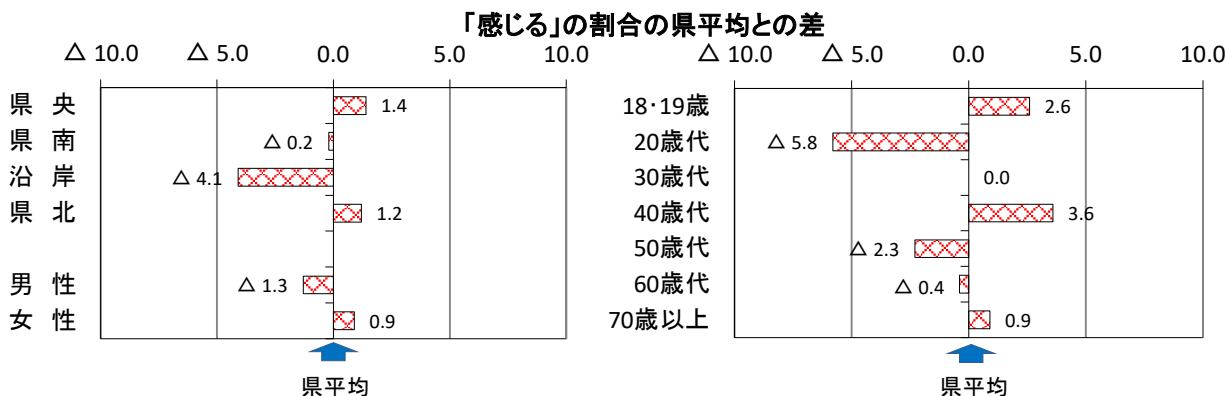 「感じる」の割合の県平均との差
△ 10.0 △ 5.0 0.0 5.0 10.0
県 央 1.4
県 南 △ 0.2
沿 岸 △ 4.1
県 北 1.2
男 性 △ 1.3
女 性 0.9
県平均
△ 10.0 △ 5.0 0.0 5.0 10.0
18・19歳 2.6
20歳代 △ 5.8
30歳代 0.0
40歳代 3.6
50歳代 △ 2.3
60歳代 △ 0.4
70歳以上 0.9
県平均